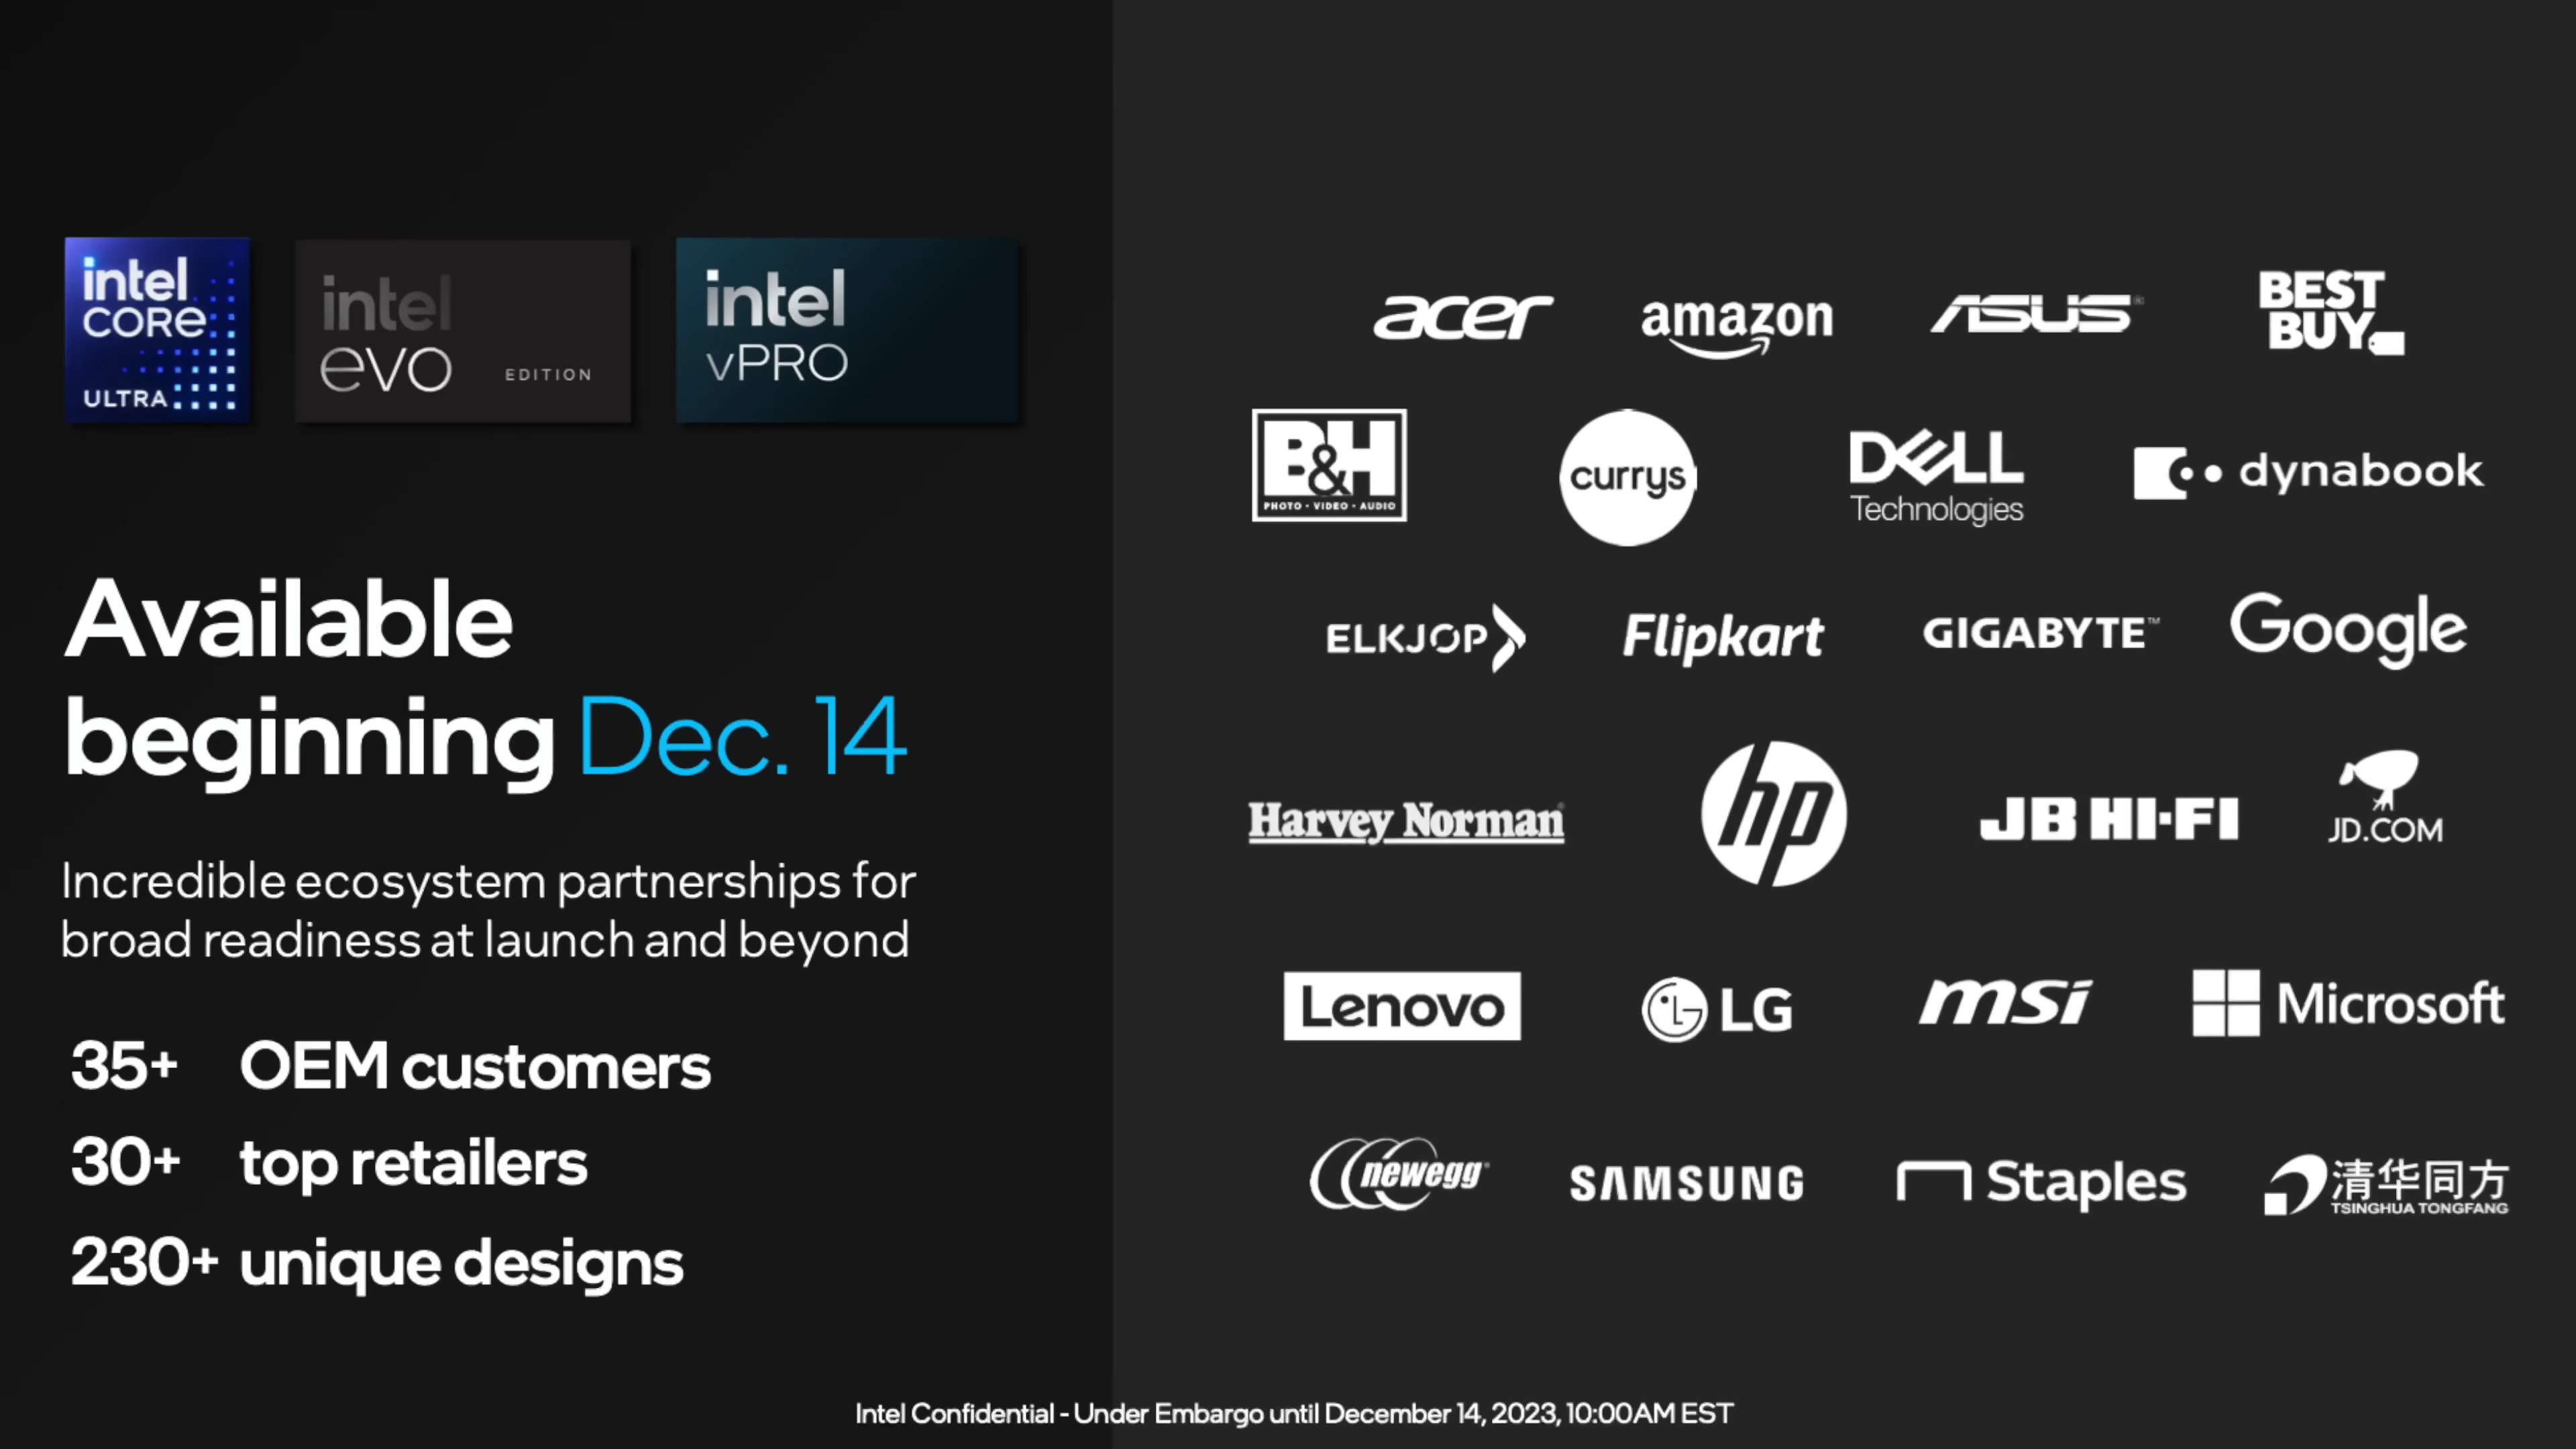 intel
CORE
ULTRA
intel
evo
EDITION
intel
vPRO
Available
beginning Dec. 14
Incredible ecosystem partnerships for
broad readiness at launch and beyond
35+ OEM customers
30+ top retailers
230+ unique designs
acer
amazon
ASUS®
BEST
BUY
B&H
PHOTO · VIDEO · AUDIO
currys
DELL
Technologies
dynabook
ELKJOP
Flipkart
GIGABYTE™
Google
Harvey Norman®
hp
JB HI-FI
JD.COM
Lenovo
LG
LG
msi
Microsoft
newegg®
SAMSUNG
Staples
清华同方
TSINGHUA TONGFANG
Intel Confidential - Under Embargo until December 14, 2023, 10:00AM EST